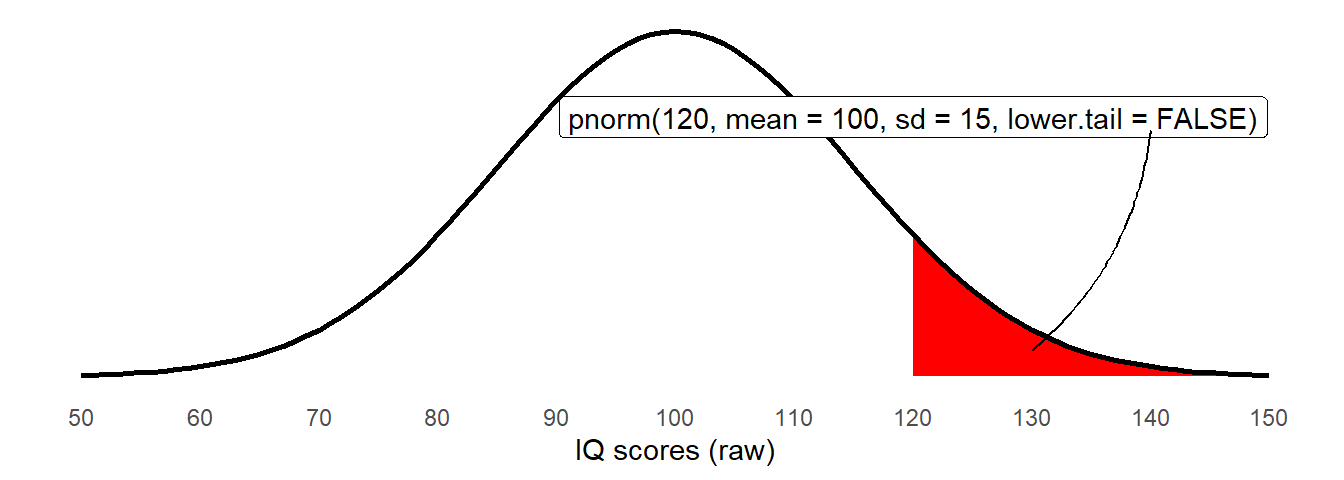 pnorm(120, mean = 100, sd = 15, lower.tail = FALSE)
50 60 70 80 90 100 110 120 130 140 150
IQ scores (raw)